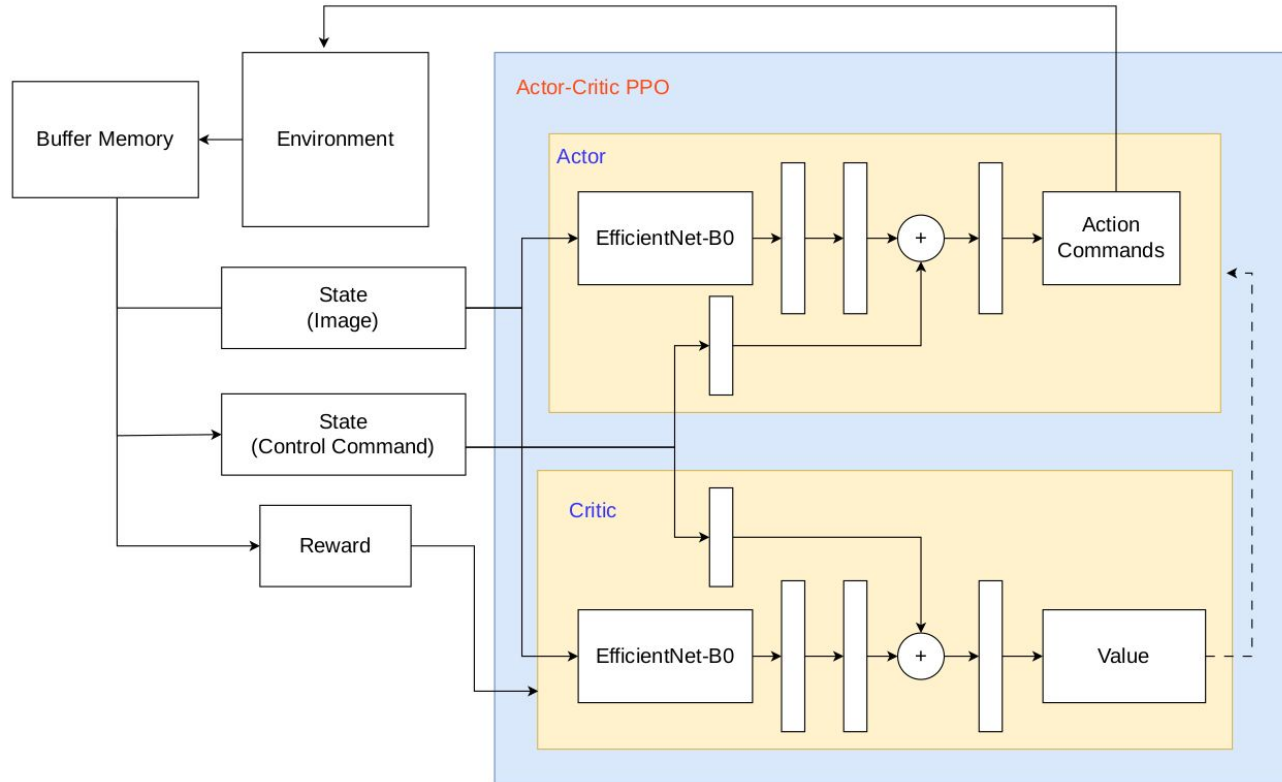 Actor-Critic PPO
Buffer Memory
Environment
Actor
EfficientNet-B0
+
Action
Commands
State
(Image)
State
(Control Command)
Reward
Critic
EfficientNet-B0
+
Value